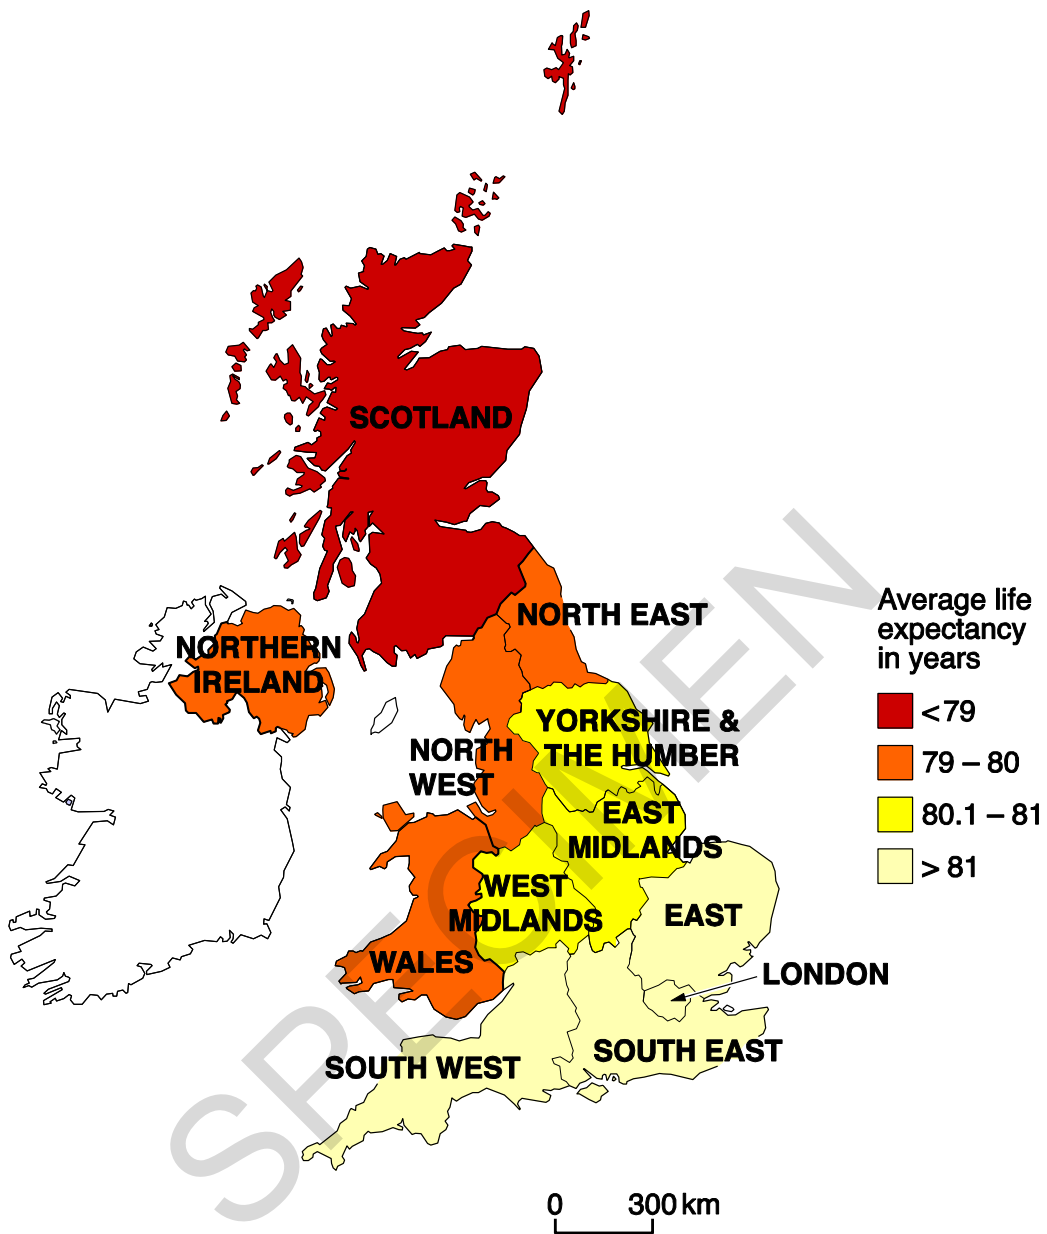 SCOTLAND
NORTH EAST
NORTHERN
IRELAND
YORKSHIRE &
THE HUMBER
NORTH
WEST
EAST
MIDLANDS
WEST
MIDLANDS
EAST
WALES
LONDON
SOUTH EAST
SOUTH WEST
Average life
expectancy
in years
< 79
79 – 80
80.1 – 81
> 81
0 300 km
SPECIMEN